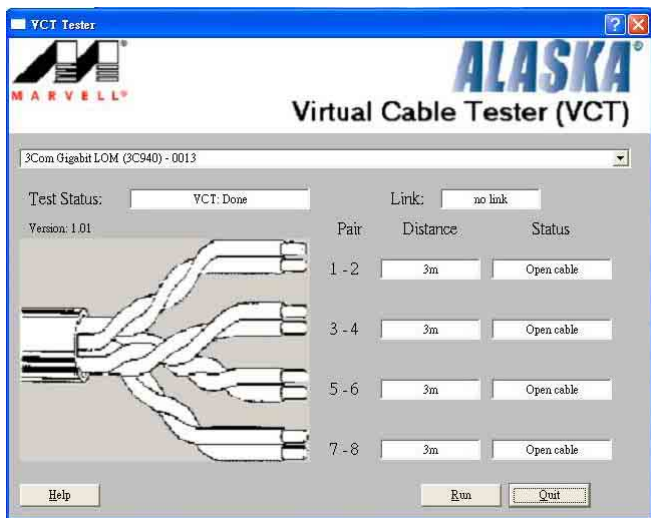 VCT Tester
MARVELL®
ALASKA®
Virtual Cable Tester (VCT)
3Com Gigabit LOM (3C940) - 0013
Test Status: VCT: Done Link: no link
Version: 1.01 Pair Distance Status
1 - 2 3m Open cable
3 - 4 3m Open cable
5 - 6 3m Open cable
7 - 8 3m Open cable
Help Run Quit